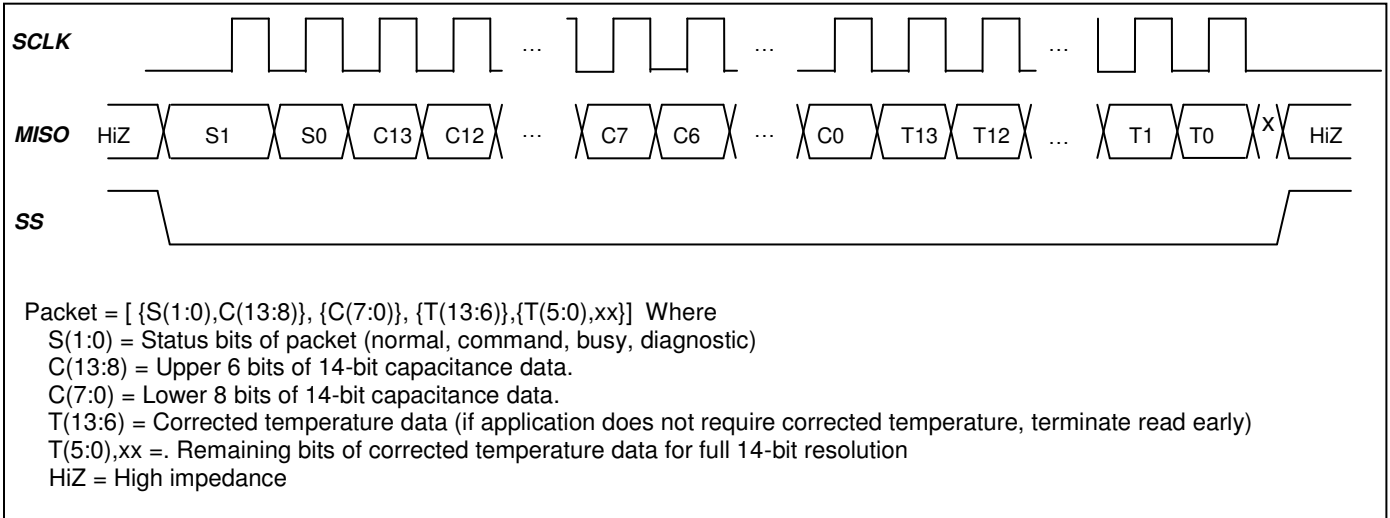 SCLK … … …
MISO HiZ S1 S0 C13 C12 … C7 C6 … C0 T13 T12 … T1 T0 x HiZ
SS
Packet = [ {S(1:0),C(13:8)}, {C(7:0)}, {T(13:6)},{T(5:0),xx}] Where
S(1:0) = Status bits of packet (normal, command, busy, diagnostic)
C(13:8) = Upper 6 bits of 14-bit capacitance data.
C(7:0) = Lower 8 bits of 14-bit capacitance data.
T(13:6) = Corrected temperature data (if application does not require corrected temperature, terminate read early)
T(5:0),xx =. Remaining bits of corrected temperature data for full 14-bit resolution
HiZ = High impedance